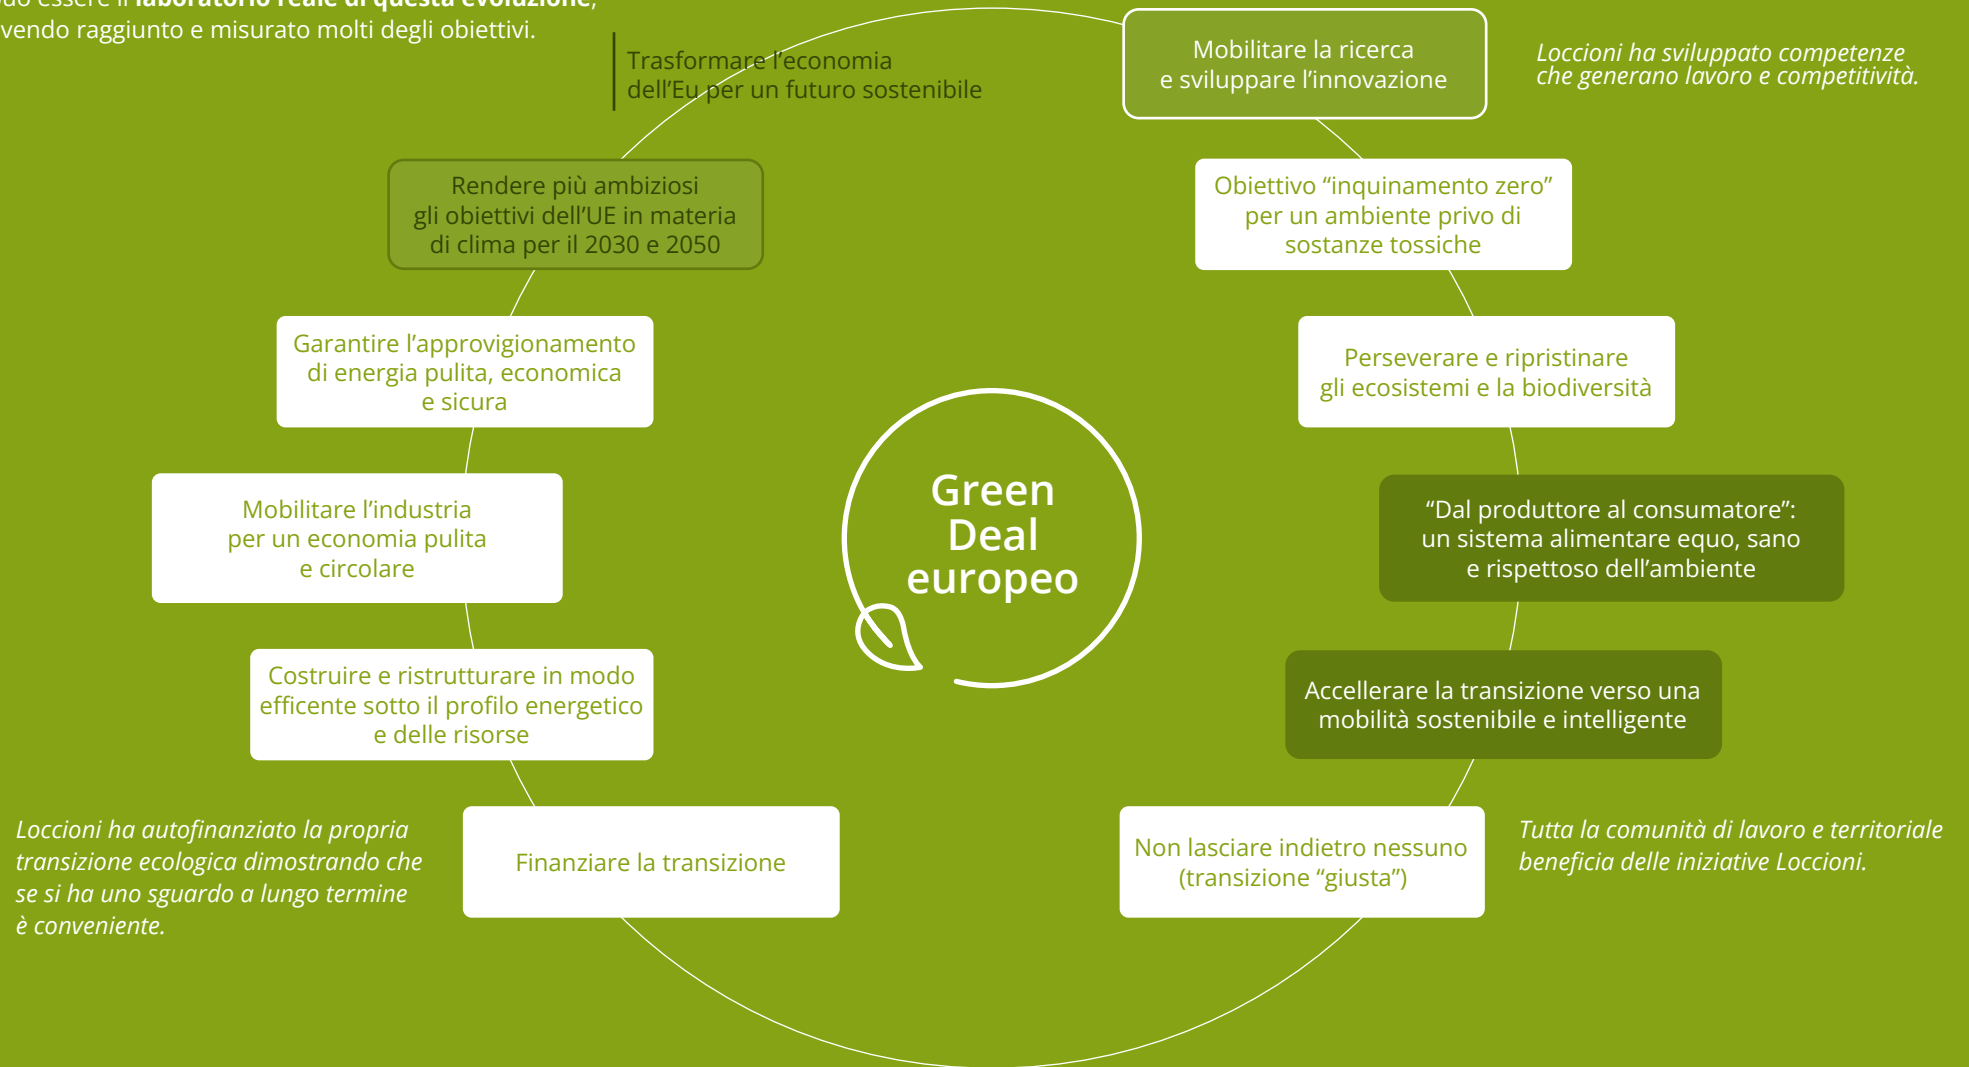 essere il laboratorio reale di questa evoluzione,
vendo raggiunto e misurato molti degli obiettivi.
Trasformare l’economia
dell’Eu per un futuro sostenibile
Mobilitare la ricerca
e sviluppare l’innovazione
Loccioni ha sviluppato competenze
che generano lavoro e competitività.
Rendere più ambiziosi
gli obiettivi dell’UE in materia
di clima per il 2030 e 2050
Obiettivo “inquinamento zero”
per un ambiente privo di
sostanze tossiche
Garantire l’approvigionamento
di energia pulita, economica
e sicura
Perseverare e ripristinare
gli ecosistemi e la biodiversità
Green
Deal
europeo
Mobilitare l’industria
per un economia pulita
e circolare
“Dal produttore al consumatore”:
un sistema alimentare equo, sano
e rispettoso dell’ambiente
Costruire e ristrutturare in modo
efficente sotto il profilo energetico
e delle risorse
Accellerare la transizione verso una
mobilità sostenibile e intelligente
Loccioni ha autofinanziato la propria
transizione ecologica dimostrando che
se si ha uno sguardo a lungo termine
è conveniente.
Finanziare la transizione
Non lasciare indietro nessuno
(transizione “giusta”)
Tutta la comunità di lavoro e territoriale
beneficia delle iniziative Loccioni.